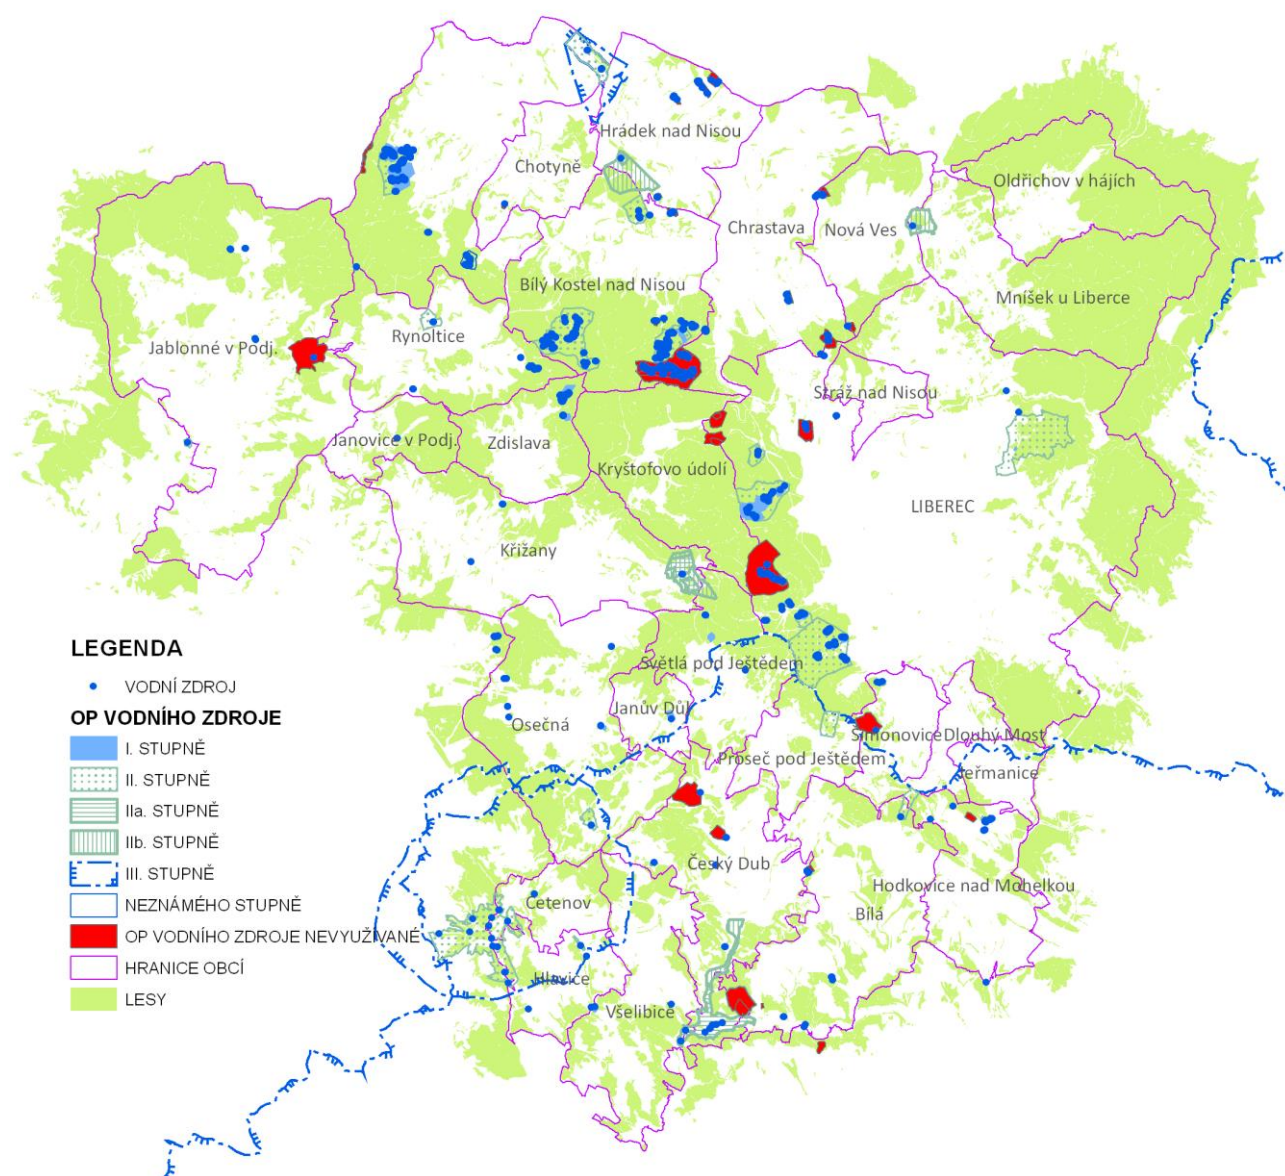 Hrádek nad Nisou
Chotyně
Oldřichov v hájích
Chrastava
Nová Ves
Bílý Kostel nad Nisou
Mníšek u Liberce
Jablonné v Podj.
Rynoltice
Stráž nad Nisou
Janovice v Podj.
Zdislava
Kryštofovo údolí
LIBEREC
Křižany
Světlá pod Ještědem
Osečná
Janův Důl
Šimonovice
Dlouhý Most
Proseč pod Ještědem
Jeřmanice
Český Dub
Hodkovice nad Mohelkou
Bílá
Cetenov
Hlavice
Všelibice
LEGENDA
VODNÍ ZDROJ
OP VODNÍHO ZDROJE
I. STUPNĚ
II. STUPNĚ
IIa. STUPNĚ
IIb. STUPNĚ
III. STUPNĚ
NEZNÁMÉHO STUPNĚ
OP VODNÍHO ZDROJE NEVYUŽÍVANÉ
HRANICE OBCÍ
LESY